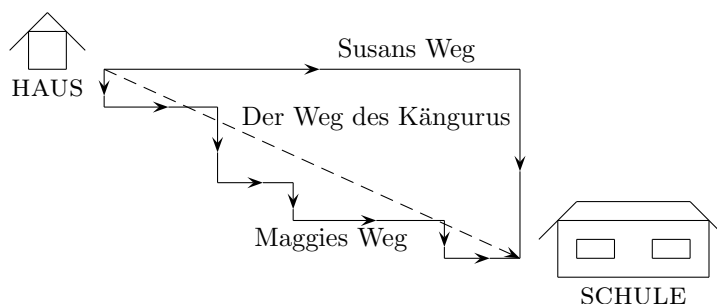 Susans Weg
HAUS
Der Weg des Kängurus
Maggies Weg
SCHULE